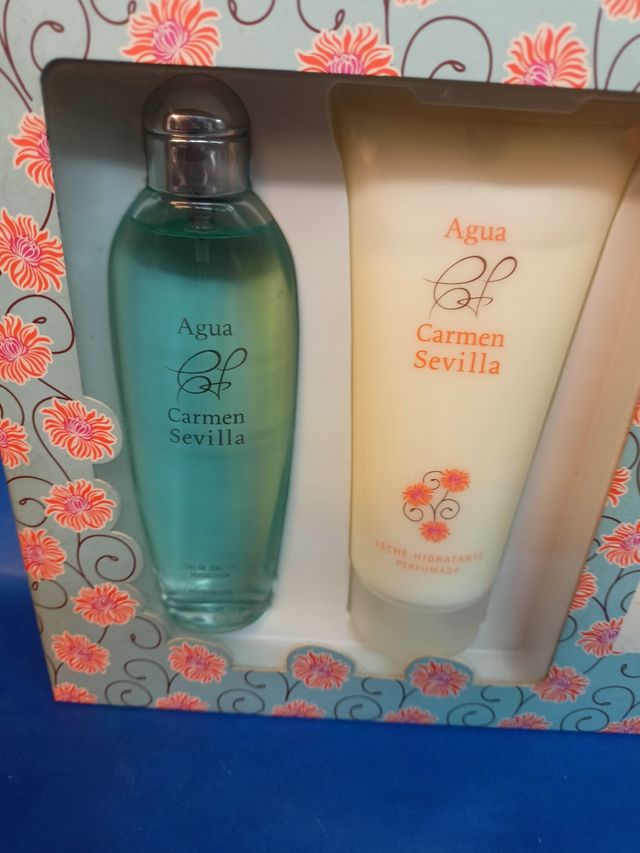 Agua
Carmen
Sevilla
Agua
Carmen
Sevilla
LECHE HIDRATANTE
PERFUMADA